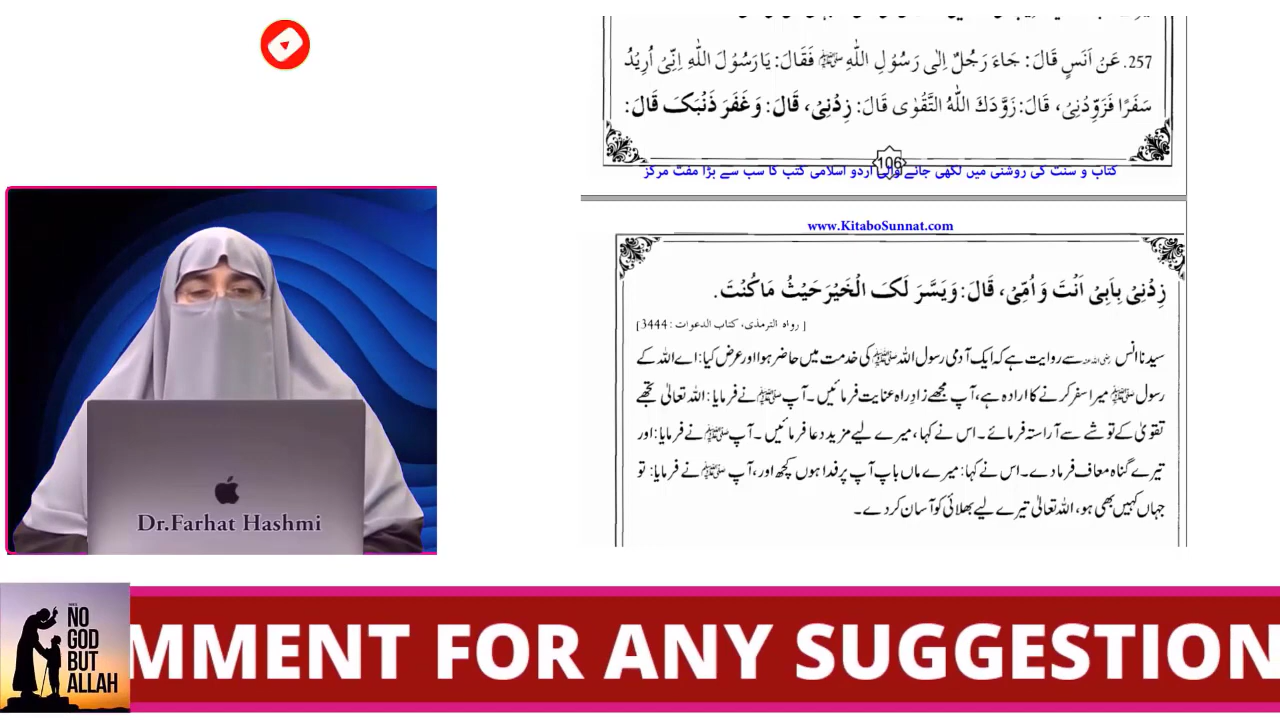 257. عَنْ اَنَسٍ قَالَ: جَاءَ رَجُلٌ اِلٰى رَسُوْلِ اللّٰهِ ﷺ فَقَالَ: يَارَسُوْلَ اللّٰهِ اِنِّىْ اُرِيْدُ
سَفَرًا فَزَوِّدْنِىْ، قَالَ: زَوَّدَكَ اللّٰهُ التَّقْوٰى قَالَ: زِدْنِىْ، قَالَ: وَغَفَرَ ذَنْبَكَ قَالَ:
106
کتاب و سنت کی روشنی میں لکھی جانے والی اردو اسلامی کتب کا سب سے بڑا مفت مرکز
www.KitaboSunnat.com
زِدْنِىْ بِاَبِىْ اَنْتَ وَ اُمِّىْ، قَالَ: وَيَسَّرَ لَكَ الْخَيْرَ حَيْثُ مَا كُنْتَ.
[رواه الترمذى، كتاب الدعوات: 3444]
سیدنا انس رضی اللہ عنہ سے روایت ہے کہ ایک آدمی رسول اللہ ﷺ کی خدمت میں حاضر ہوا اور عرض کیا: اے اللہ کے
رسول ﷺ میرا سفر کرنے کا ارادہ ہے، آپ مجھے زادِ راہ عنایت فرمائیں۔ آپ ﷺ نے فرمایا: اللہ تعالیٰ تجھے
تقویٰ کے توشے سے آراستہ فرمائے۔ اس نے کہا، میرے لیے مزید دعا فرمائیں۔ آپ ﷺ نے فرمایا: اور
تیرے گناہ معاف فرما دے۔ اس نے کہا: میرے ماں باپ آپ پر فدا ہوں کچھ اور، آپ ﷺ نے فرمایا: تو
جہاں کہیں بھی ہو، اللہ تعالیٰ تیرے لیے بھلائی کو آسان کر دے۔
Dr.Farhat Hashmi
NO
GOD
BUT
ALLAH
MMENT FOR ANY SUGGESTION